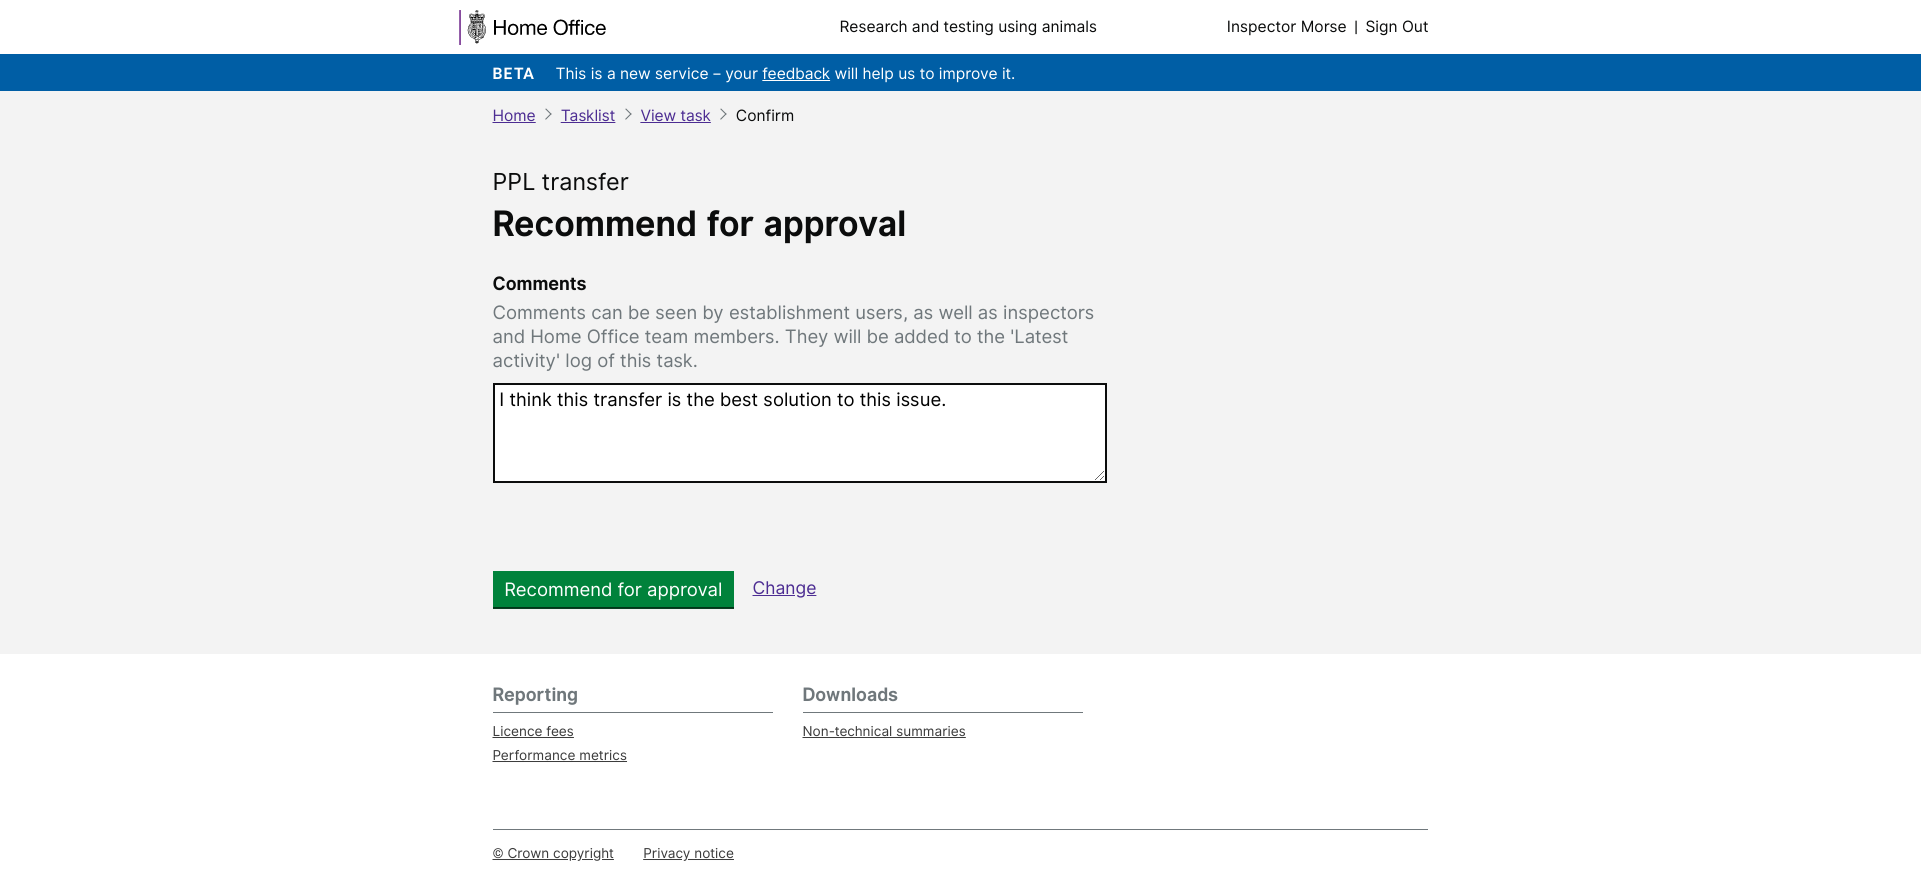 Home Office
Research and testing using animals
Inspector Morse | Sign Out
BETA This is a new service – your feedback will help us to improve it.
Home > Tasklist > View task > Confirm
PPL transfer
Recommend for approval
Comments
Comments can be seen by establishment users, as well as inspectors
and Home Office team members. They will be added to the 'Latest
activity' log of this task.
I think this transfer is the best solution to this issue.
Recommend for approval
Change
Reporting
Licence fees
Performance metrics
Downloads
Non-technical summaries
© Crown copyright
Privacy notice